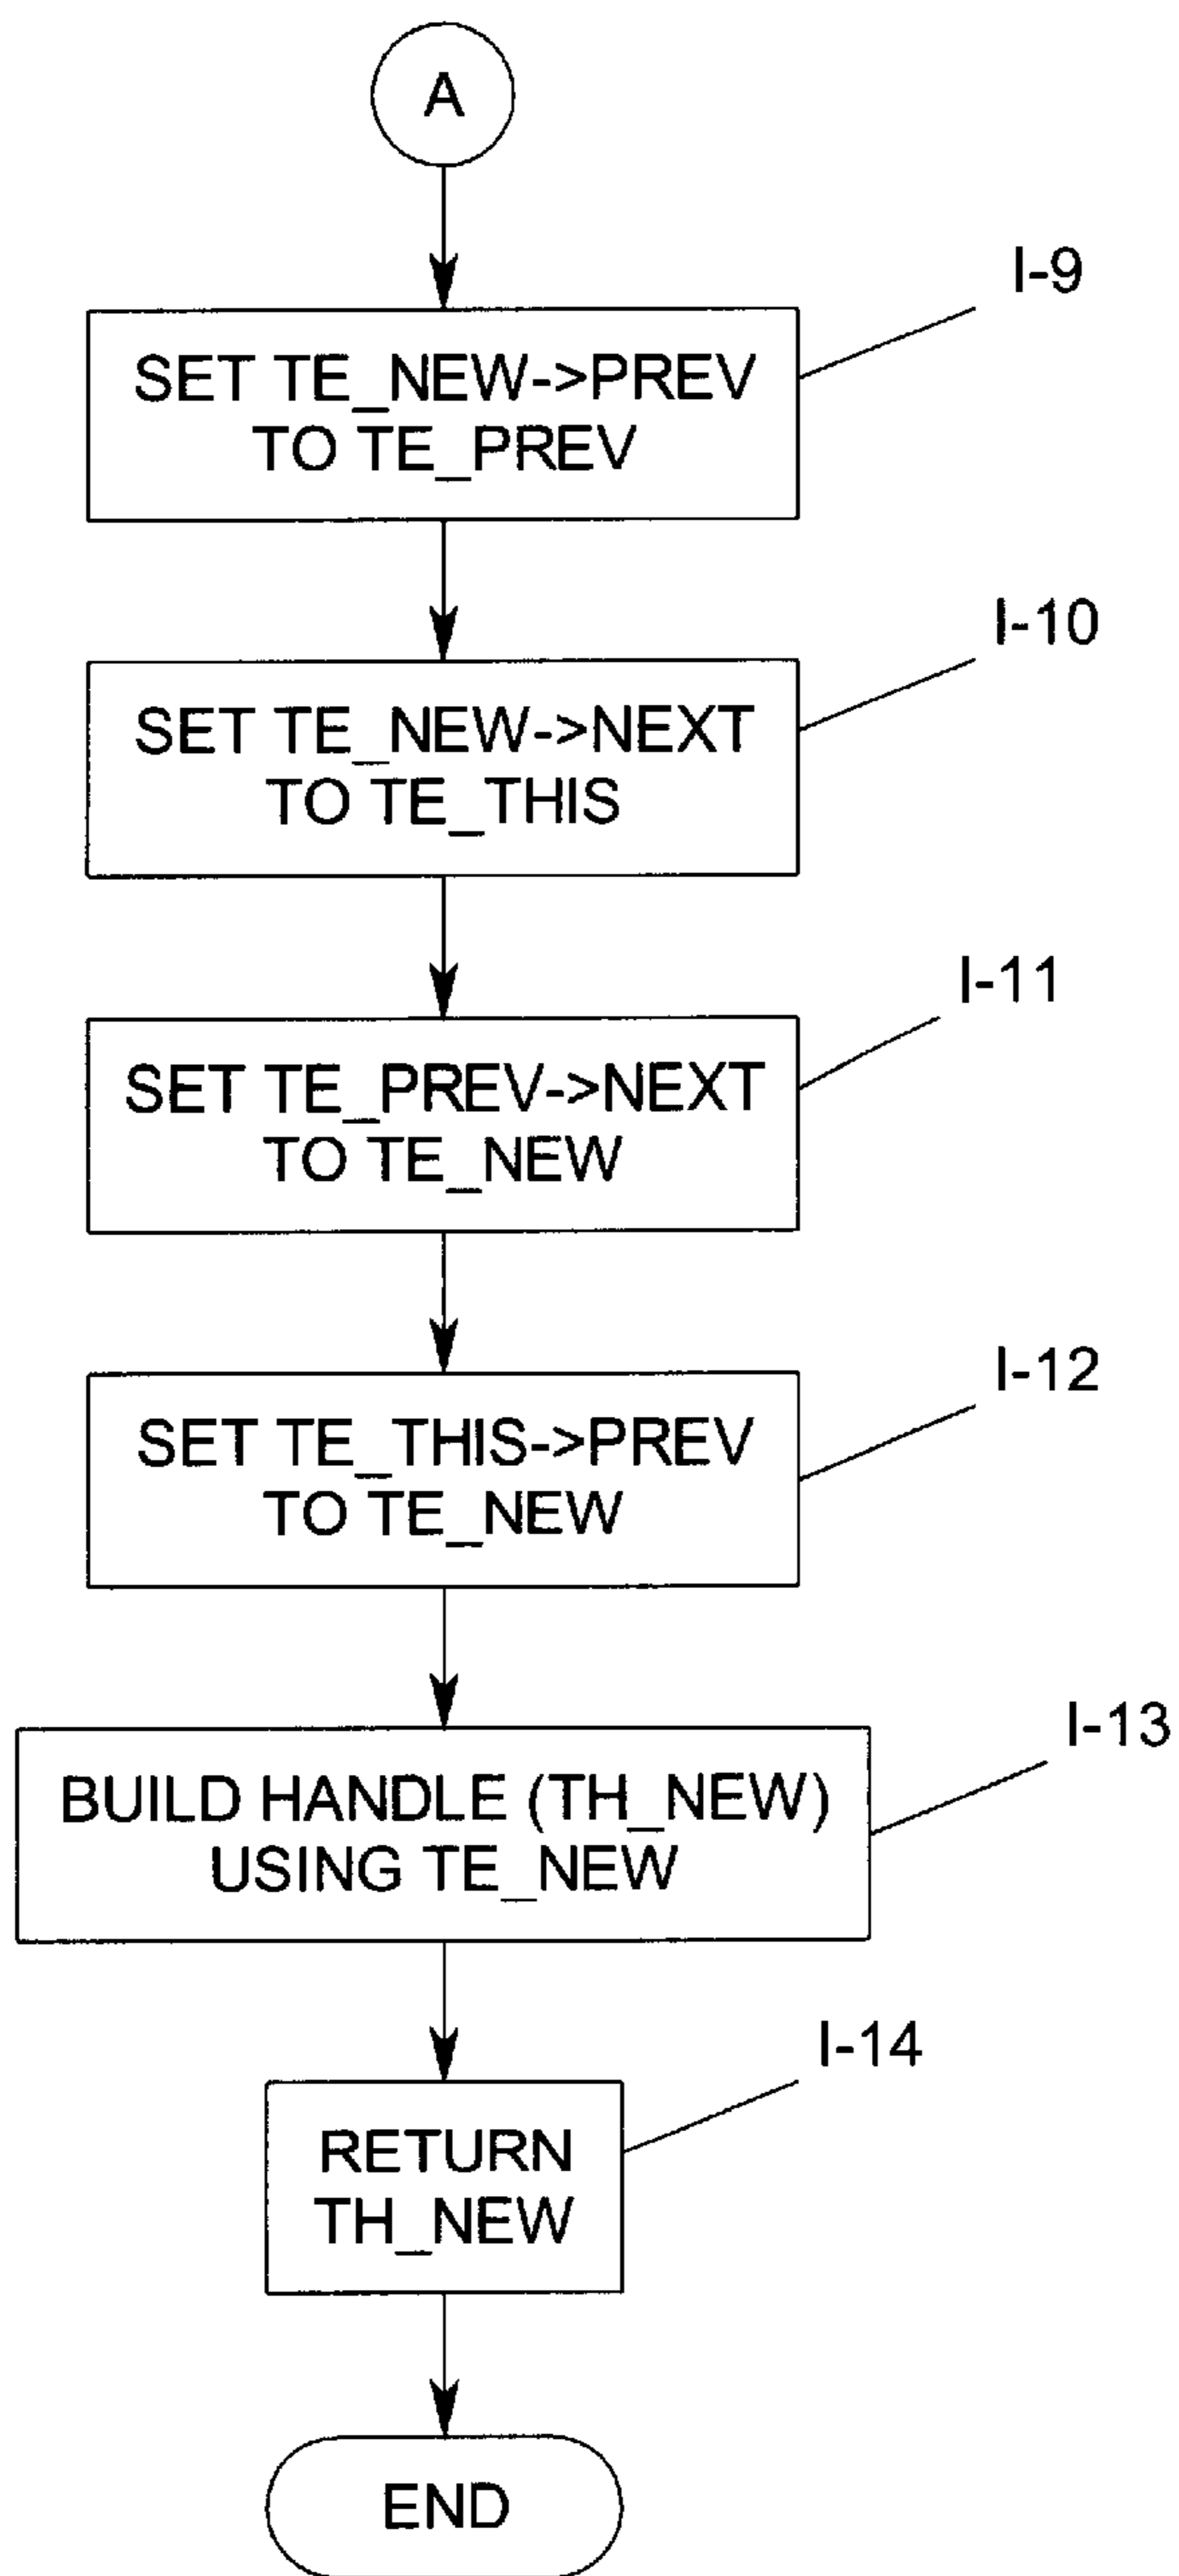 A
I-9
SET TE_NEW->PREV
TO TE_PREV
I-10
SET TE_NEW->NEXT
TO TE_THIS
I-11
SET TE_PREV->NEXT
TO TE_NEW
I-12
SET TE_THIS->PREV
TO TE_NEW
I-13
BUILD HANDLE (TH_NEW)
USING TE_NEW
I-14
RETURN
TH_NEW
END